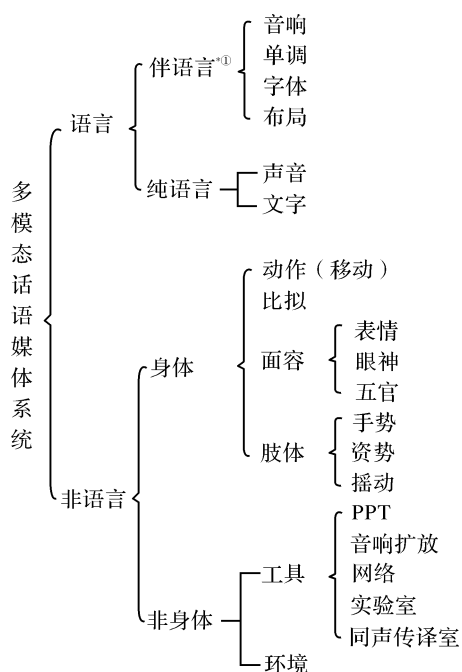 多模态话语媒体系统
语言
伴语言*①
音响
单调
字体
布局
纯语言
声音
文字
非语言
身体
动作（移动）
比拟
面容
表情
眼神
五官
肢体
手势
资势
摇动
非身体
工具
PPT
音响扩放
网络
实验室
同声传译室
环境